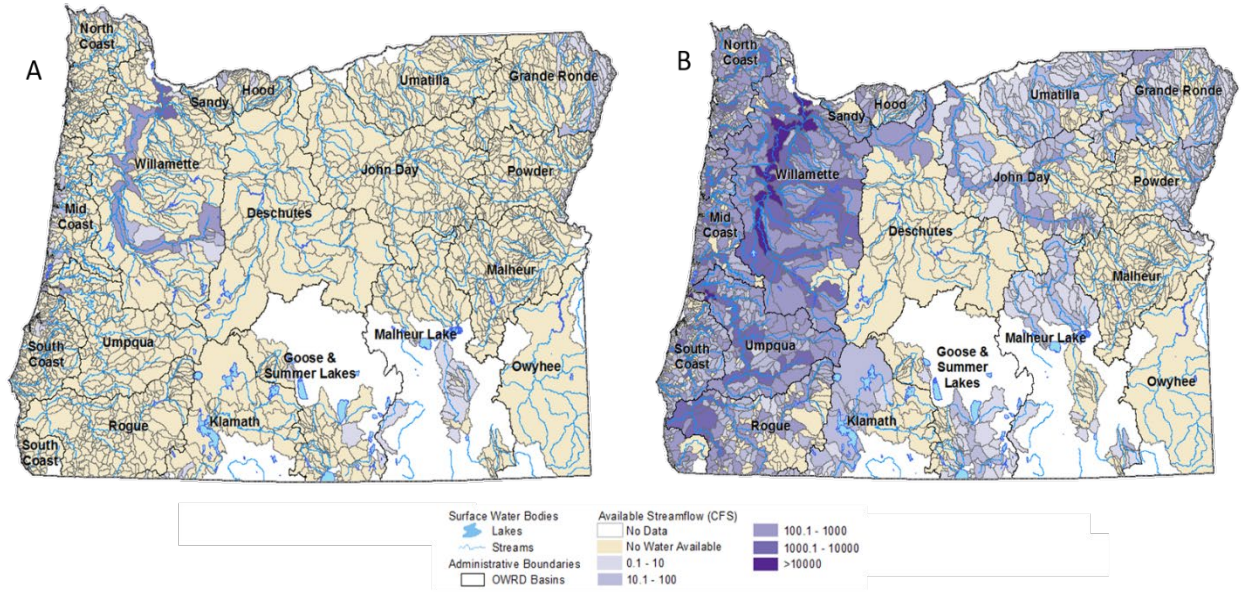 A
North
Coast
Sandy
Hood
Umatilla
Grande Ronde
Willamette
John Day
Powder
Mid
Coast
Deschutes
Malheur
Umpqua
Malheur Lake
South
Coast
Goose &
Summer Lakes
Owyhee
Rogue
Klamath
South
Coast
B
North
Coast
Sandy
Hood
Umatilla
Grande Ronde
Willamette
John Day
Powder
Mid
Coast
Deschutes
Malheur
Umpqua
Malheur Lake
South
Coast
Goose &
Summer Lakes
Owyhee
Rogue
Klamath
Surface Water Bodies
Lakes
Streams
Administrative Boundaries
OWRD Basins
Available Streamflow (CFS)
No Data
No Water Available
0.1 - 10
10.1 - 100
100.1 - 1000
1000.1 - 10000
>10000